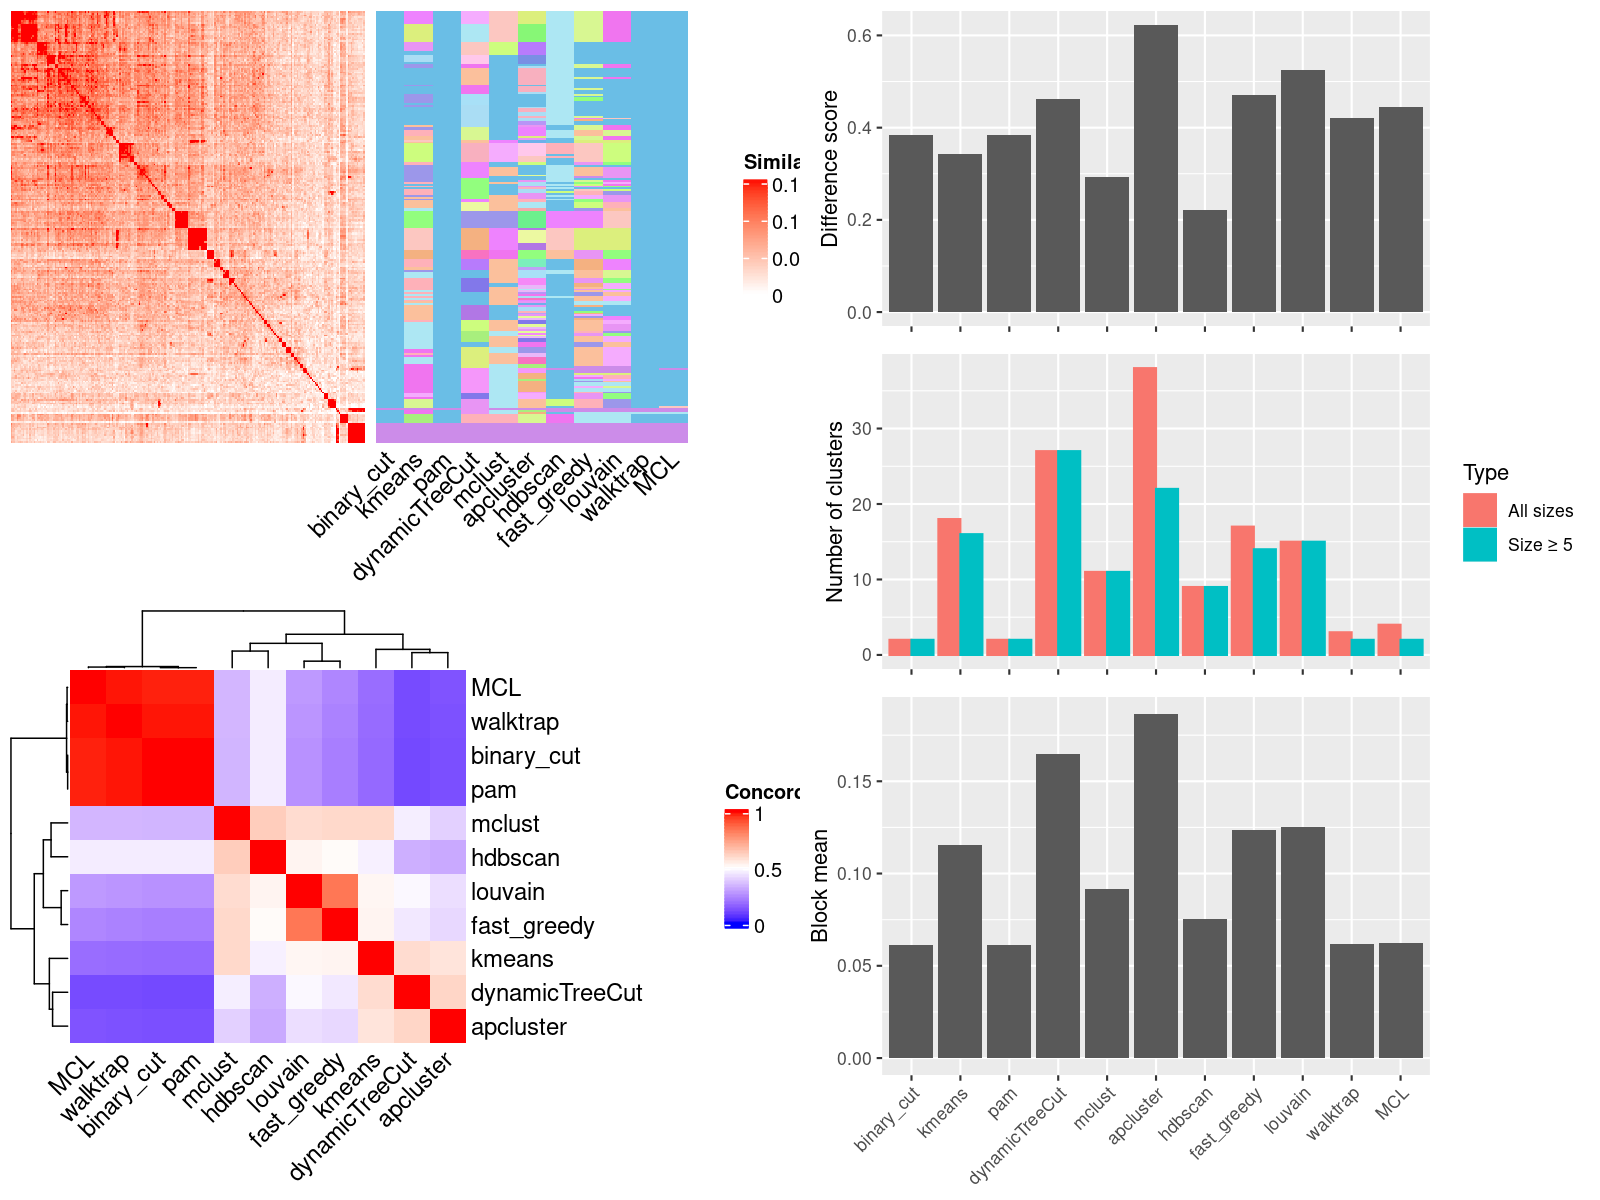 Simila
0.1
0.1
0.0
0
binary_cut
kmeans
pam
dynamicTreeCut
mclust
apcluster
hdbscan
fast_greedy
louvain
walktrap
MCL
MCL
walktrap
binary_cut
pam
mclust
hdbscan
louvain
fast_greedy
kmeans
dynamicTreeCut
apcluster
MCL
walktrap
binary_cut
pam
mclust
hdbscan
louvain
fast_greedy
kmeans
dynamicTreeCut
apcluster
Concord
1
0.5
0
Difference score
0.6
0.4
0.2
0.0
Number of clusters
30
20
10
0
Type
All sizes
Size ≥ 5
Block mean
0.15
0.10
0.05
0.00
binary_cut
kmeans
pam
dynamicTreeCut
mclust
apcluster
hdbscan
fast_greedy
louvain
walktrap
MCL